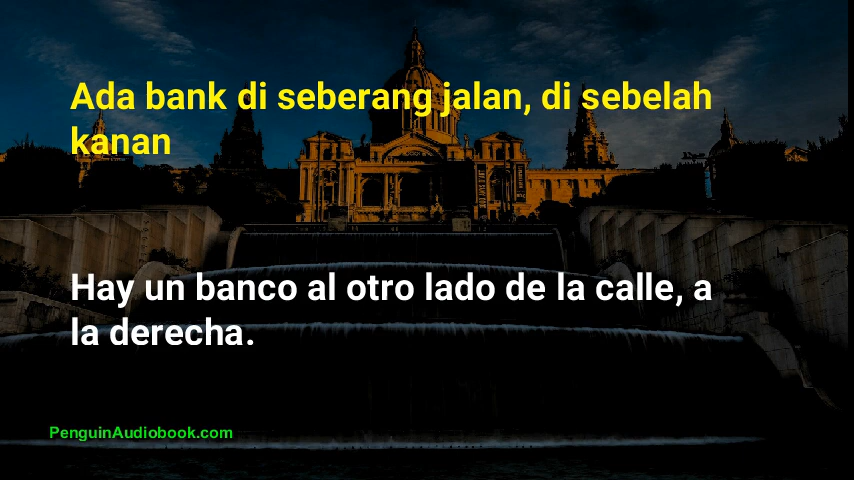 Ada bank di seberang jalan, di sebelah
kanan
Hay un banco al otro lado de la calle, a
la derecha.
PenguinAudiobook.com